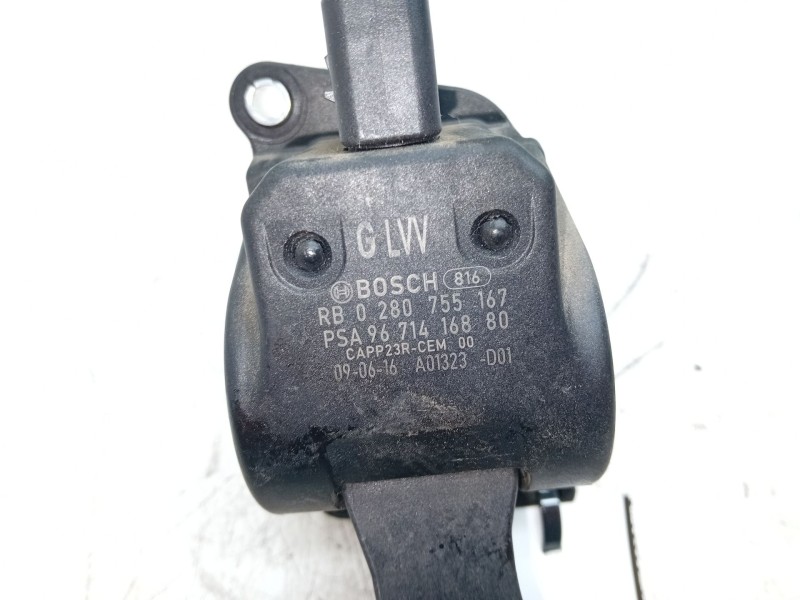 G LVV
BOSCH 816
RB 0 280 755 167
PSA 96 714 168 80
CAPP23R-CEM 00
09-06-16 A01323 -D01